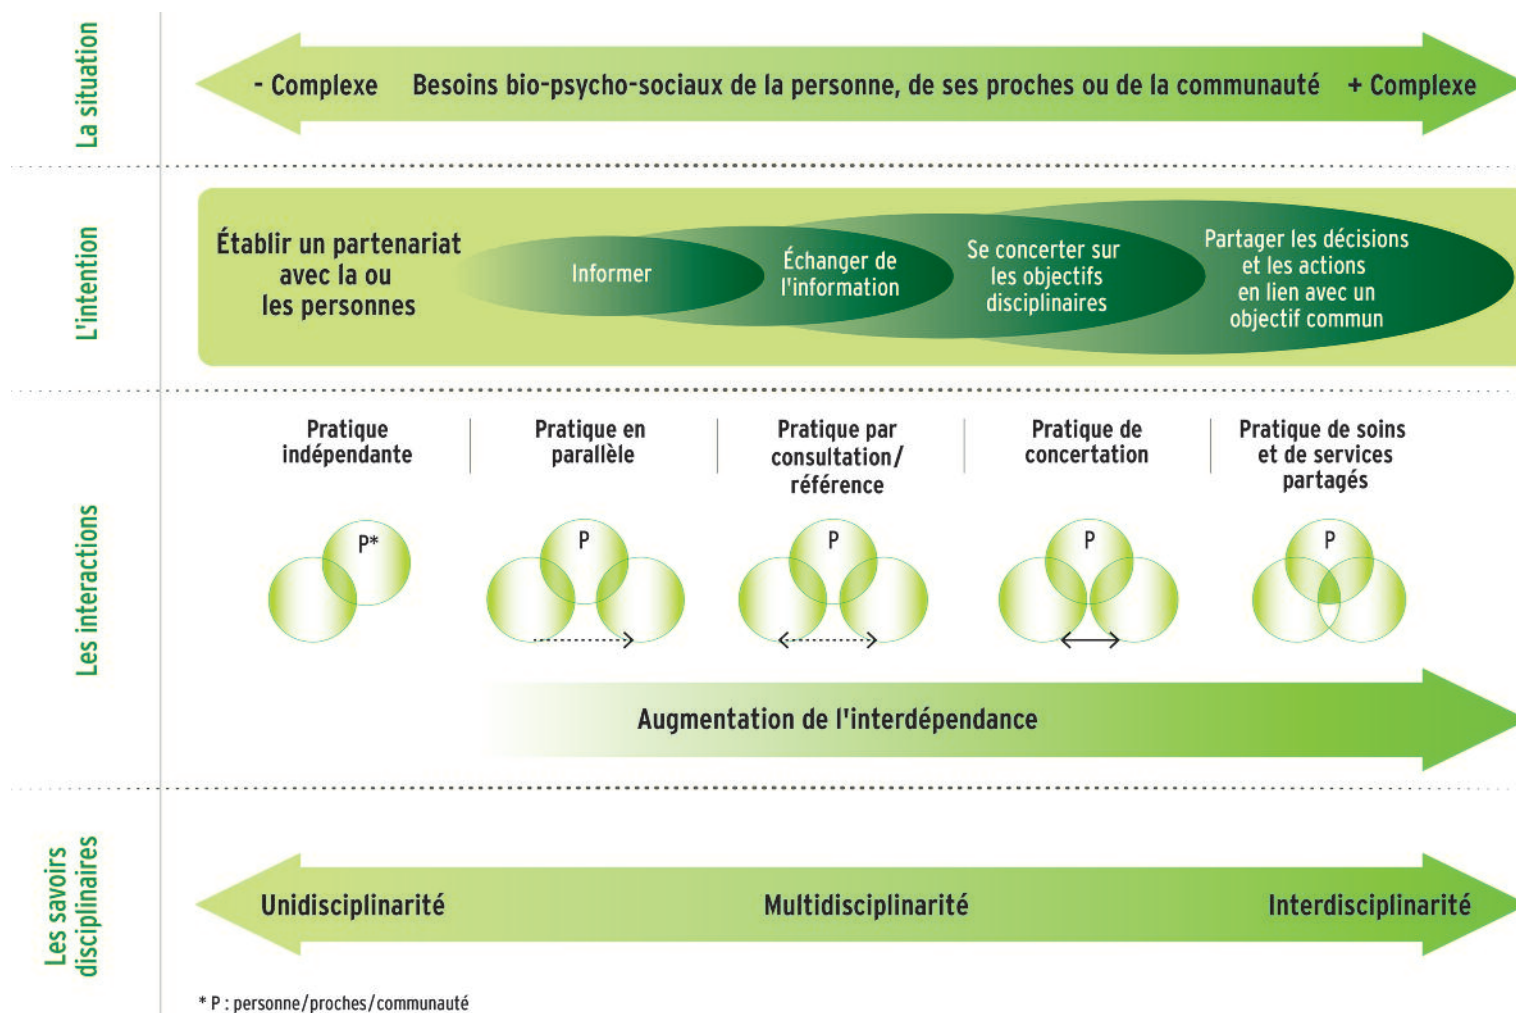 La situation
- Complexe Besoins bio-psycho-sociaux de la personne, de ses proches ou de la communauté + Complexe
L'intention
Établir un partenariat
avec la ou
les personnes
Informer
Échanger de
l'information
Se concerter sur
les objectifs
disciplinaires
Partager les décisions
et les actions
en lien avec un
objectif commun
Les interactions
Pratique
indépendante
Pratique en
parallèle
Pratique par
consultation/
référence
Pratique de
concertation
Pratique de soins
et de services
partagés
P*
P
P
P
P
Augmentation de l'interdépendance
Les savoirs
disciplinaires
Unidisciplinarité
Multidisciplinarité
Interdisciplinarité
* P : personne/proches/communauté